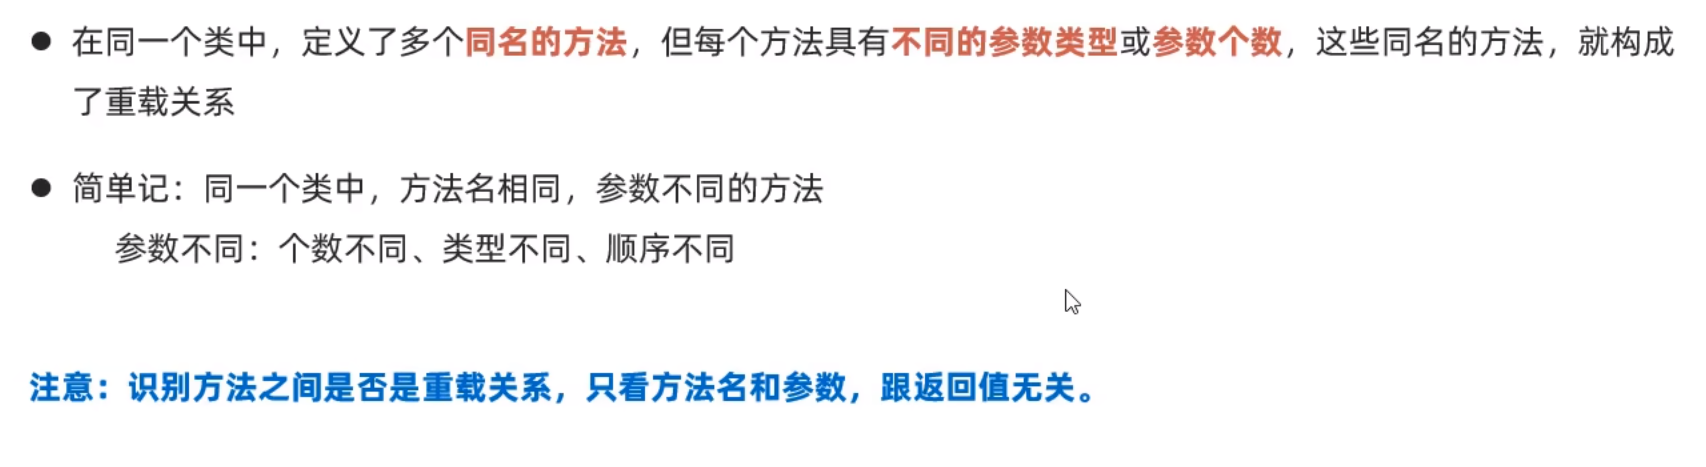 ● 在同一个类中，定义了多个同名的方法，但每个方法具有不同的参数类型或参数个数，这些同名的方法，就构成
了重载关系
● 简单记：同一个类中，方法名相同，参数不同的方法
参数不同：个数不同、类型不同、顺序不同
注意：识别方法之间是否是重载关系，只看方法名和参数，跟返回值无关。